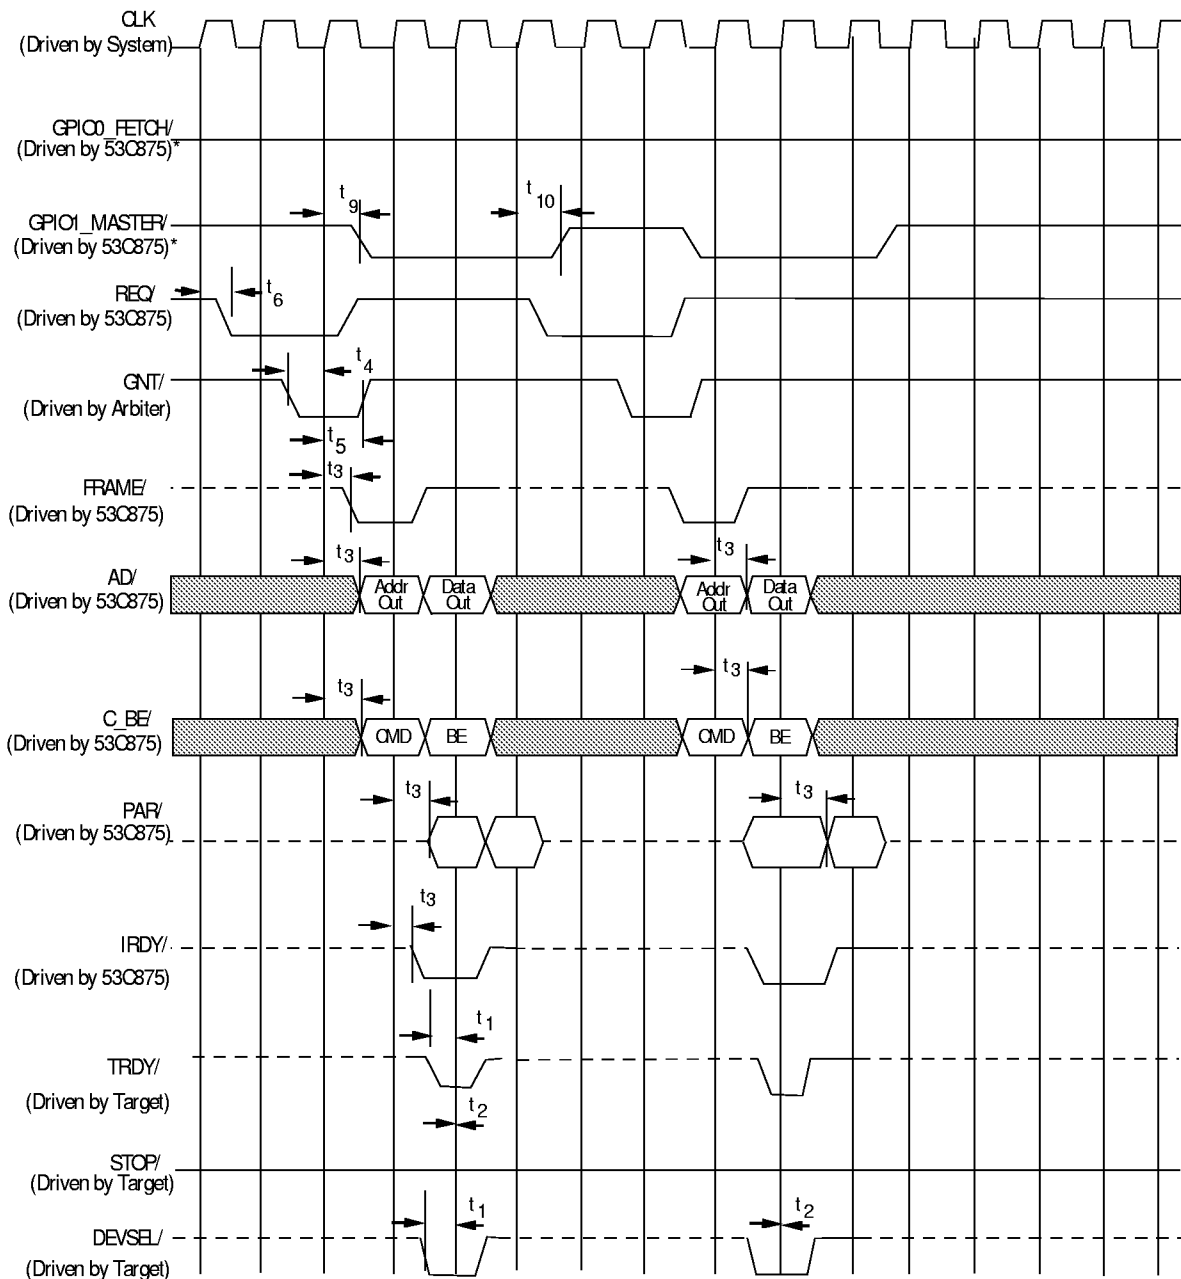 CLK
(Driven by System)
GPIO0_FETCH/
(Driven by 53C875)*
t9
t10
GPIO1_MASTER/
(Driven by 53C875)*
t6
REQ/
(Driven by 53C875)
t4
GNT/
(Driven by Arbiter)
t5
t3
FRAME/
(Driven by 53C875)
t3
t3
AD/
(Driven by 53C875)
Addr Out
Data Out
Addr Out
Data Out
t3
t3
C_BE/
(Driven by 53C875)
CMD
BE
CMD
BE
t3
t3
PAR/
(Driven by 53C875)
t3
IRDY/
(Driven by 53C875)
t1
TRDY/
(Driven by Target)
t2
STOP/
(Driven by Target)
t1
t2
DEVSEL/
(Driven by Target)